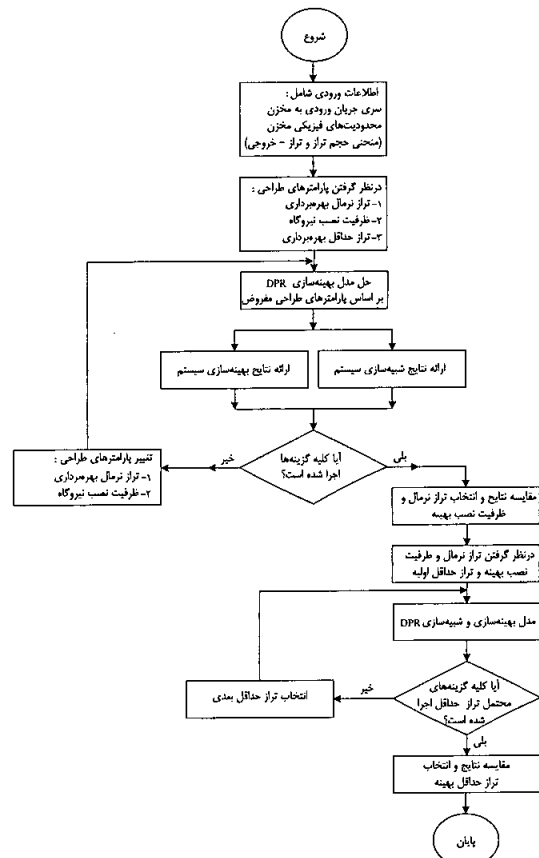 شروع
اطلاعات ورودی شامل :
سری جریان ورودی به مخزن
محدودیت‌های فیزیکی مخزن
(منحنی حجم تراز و تراز - خروجی)
درنظر گرفتن پارامترهای طراحی :
۱- تراز نرمال بهره‌برداری
۲- ظرفیت نصب نیروگاه
۳- تراز حداقل بهره‌برداری
حل مدل بهینه‌سازی DPR
بر اساس پارامترهای طراحی مفروض
ارائه نتایج شبیه‌سازی سیستم
ارائه نتایج بهینه‌سازی سیستم
آیا کلیه گزینه‌ها
اجرا شده است؟
خیر
بلی
تغییر پارامترهای طراحی :
۱- تراز نرمال بهره‌برداری
۲- ظرفیت نصب نیروگاه
مقایسه نتایج و انتخاب تراز نرمال و
ظرفیت نصب بهینه
درنظر گرفتن تراز نرمال و ظرفیت
نصب بهینه و تراز حداقل اولیه
مدل بهینه‌سازی و شبیه‌سازی DPR
آیا کلیه گزینه‌های
محتمل تراز حداقل اجرا
شده است؟
خیر
انتخاب تراز حداقل بعدی
بلی
مقایسه نتایج و انتخاب
تراز حداقل بهینه
پایان